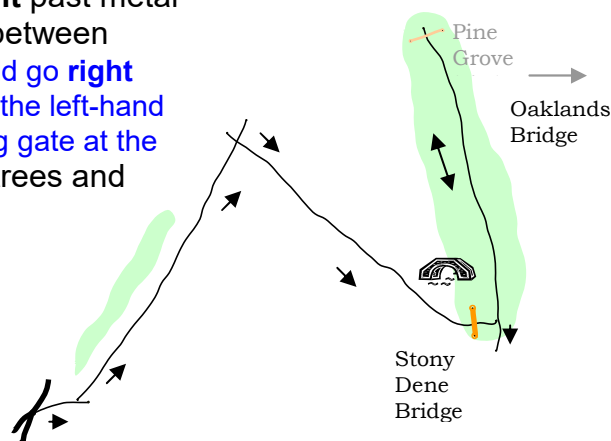 past metal
between
d go right
the left-hand
g gate at the
trees and
Pine
Grove
Oaklands
Bridge
Stony
Dene
Bridge